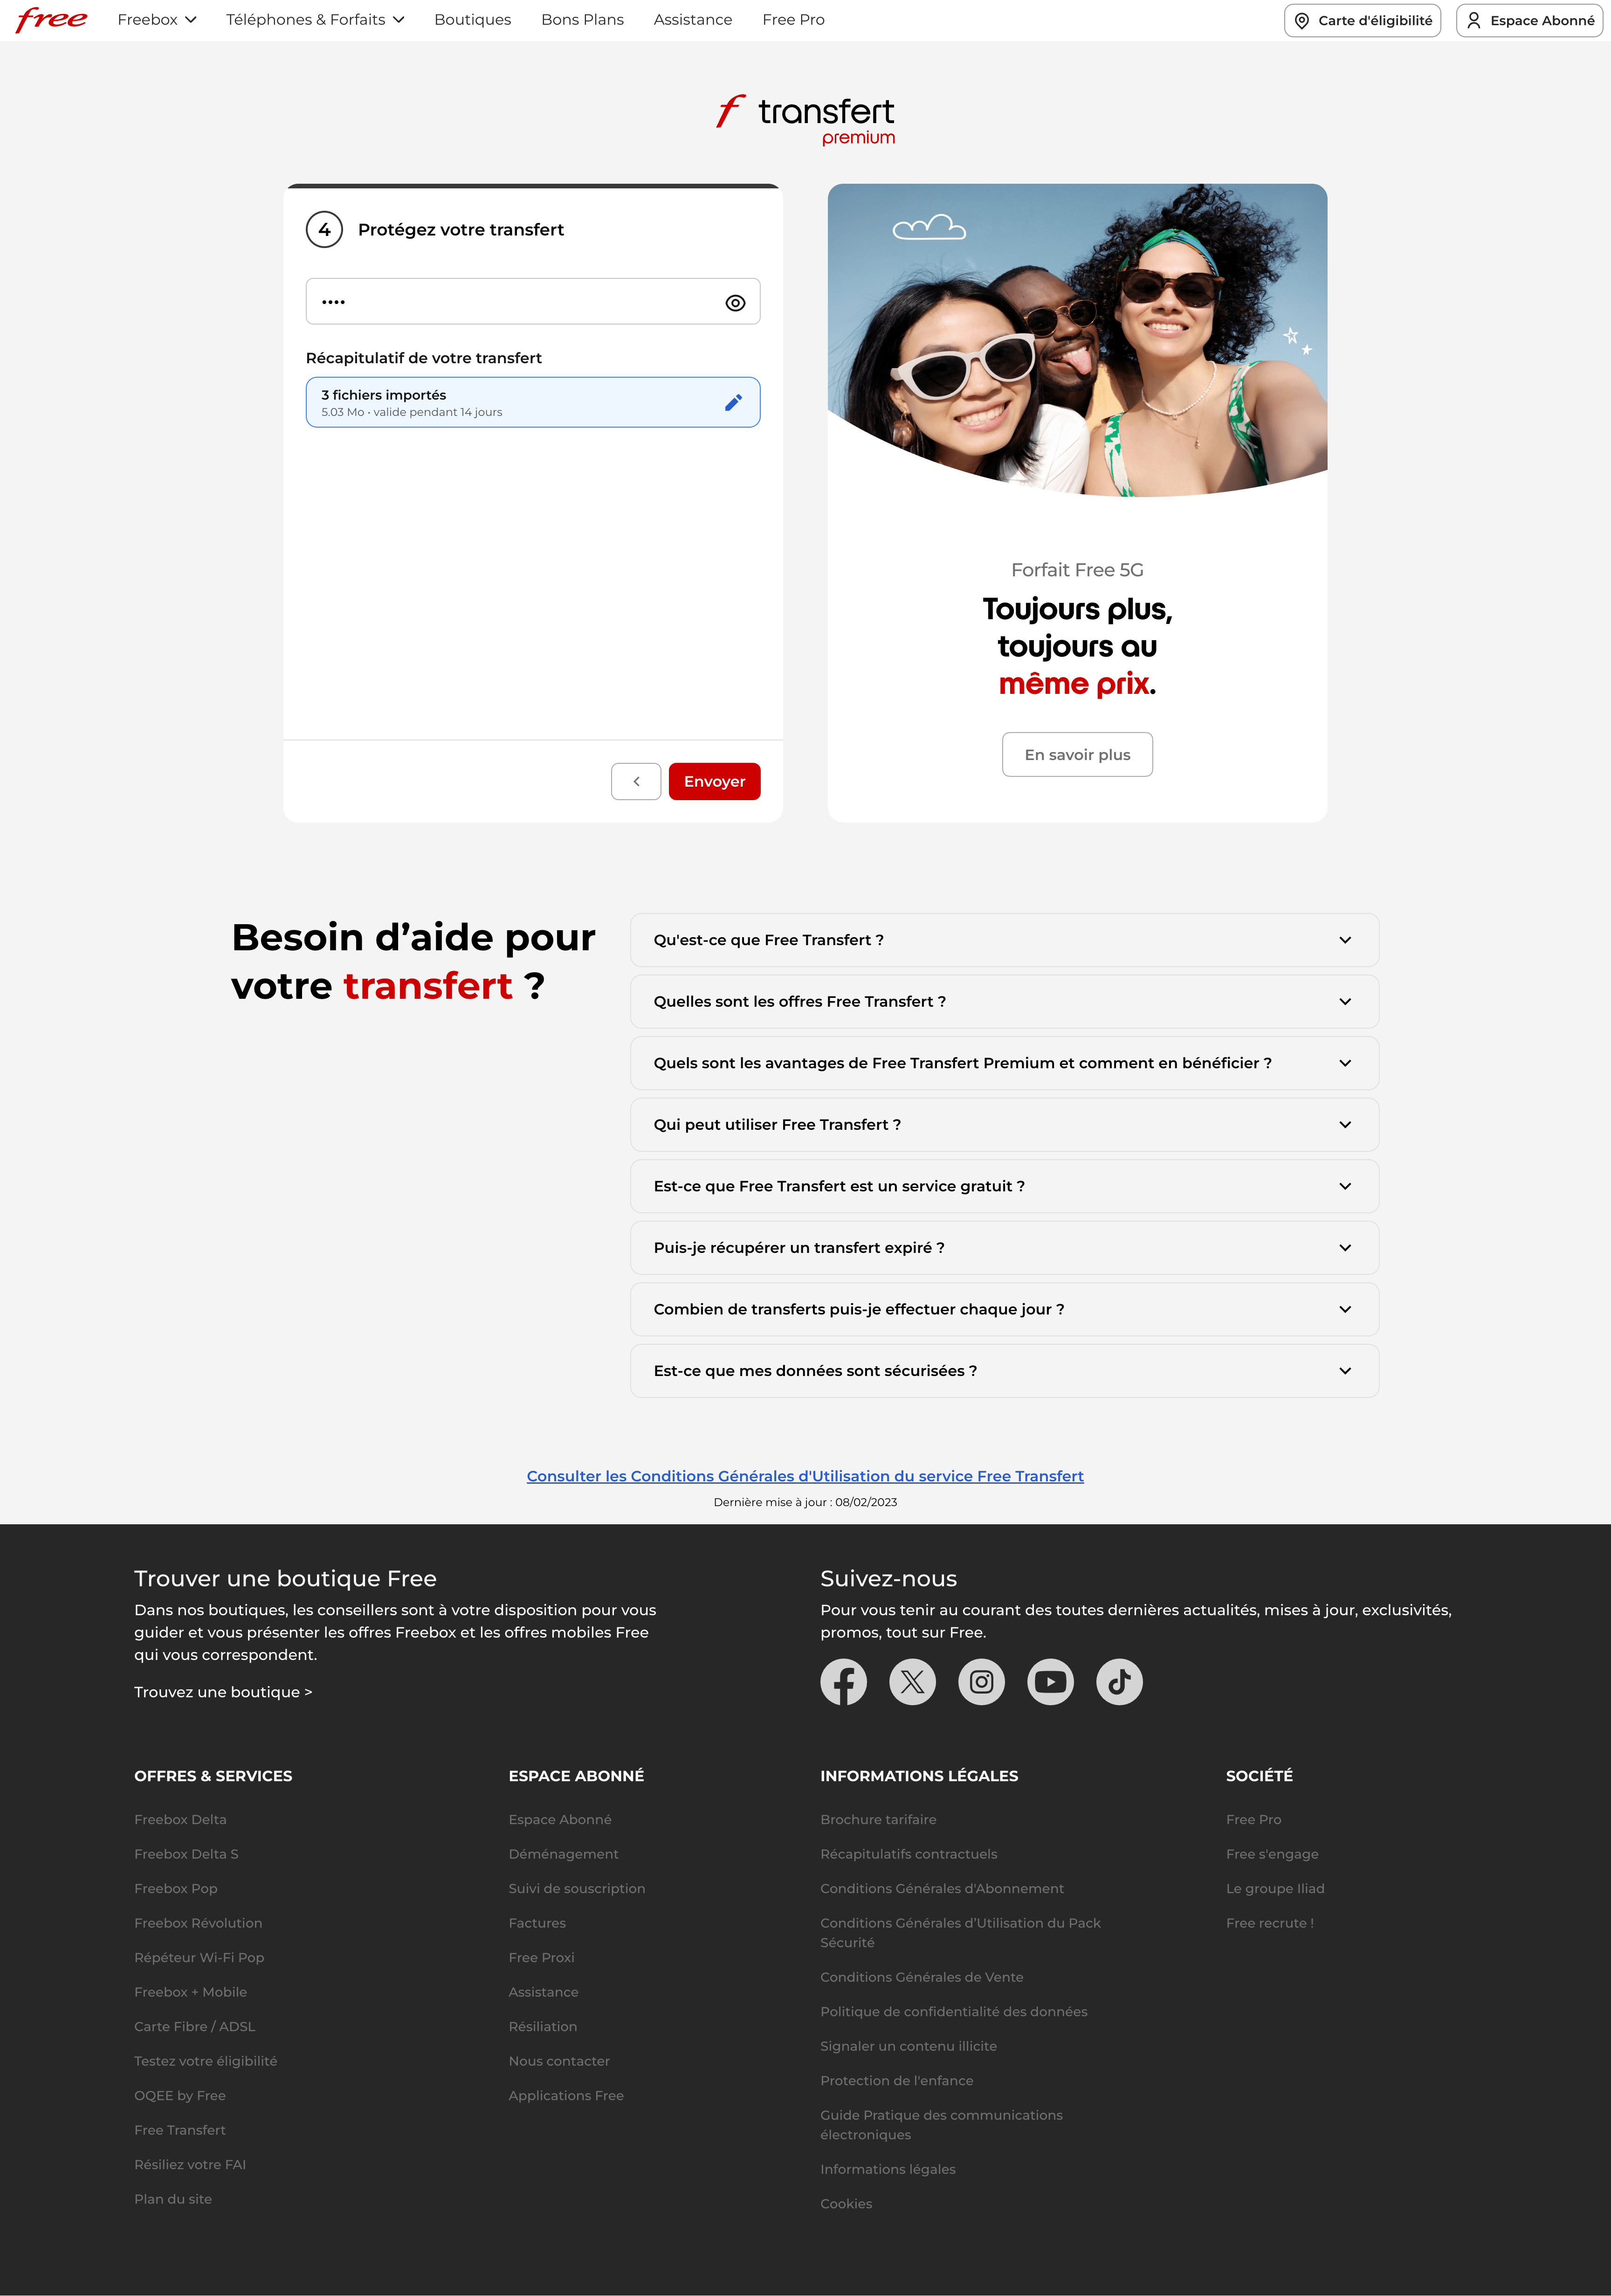 free
Freebox
Téléphones & Forfaits
Boutiques
Bons Plans
Assistance
Free Pro
Carte d'éligibilité
Espace Abonné
f transfert
premium
4
Protégez votre transfert
••••
Récapitulatif de votre transfert
3 fichiers importés
5.03 Mo • valide pendant 14 jours
Envoyer
Forfait Free 5G
Toujours plus,
toujours au
même prix.
En savoir plus
Besoin d’aide pour
votre transfert ?
Qu'est-ce que Free Transfert ?
Quelles sont les offres Free Transfert ?
Quels sont les avantages de Free Transfert Premium et comment en bénéficier ?
Qui peut utiliser Free Transfert ?
Est-ce que Free Transfert est un service gratuit ?
Puis-je récupérer un transfert expiré ?
Combien de transferts puis-je effectuer chaque jour ?
Est-ce que mes données sont sécurisées ?
Consulter les Conditions Générales d'Utilisation du service Free Transfert
Dernière mise à jour : 08/02/2023
Trouver une boutique Free
Dans nos boutiques, les conseillers sont à votre disposition pour vous
guider et vous présenter les offres Freebox et les offres mobiles Free
qui vous correspondent.
Trouvez une boutique >
Suivez-nous
Pour vous tenir au courant des toutes dernières actualités, mises à jour, exclusivités,
promos, tout sur Free.
OFFRES & SERVICES
Freebox Delta
Freebox Delta S
Freebox Pop
Freebox Révolution
Répéteur Wi-Fi Pop
Freebox + Mobile
Carte Fibre / ADSL
Testez votre éligibilité
OQEE by Free
Free Transfert
Résiliez votre FAI
Plan du site
ESPACE ABONNÉ
Espace Abonné
Déménagement
Suivi de souscription
Factures
Free Proxi
Assistance
Résiliation
Nous contacter
Applications Free
INFORMATIONS LÉGALES
Brochure tarifaire
Récapitulatifs contractuels
Conditions Générales d'Abonnement
Conditions Générales d’Utilisation du Pack
Sécurité
Conditions Générales de Vente
Politique de confidentialité des données
Signaler un contenu illicite
Protection de l'enfance
Guide Pratique des communications
électroniques
Informations légales
Cookies
SOCIÉTÉ
Free Pro
Free s'engage
Le groupe Iliad
Free recrute !